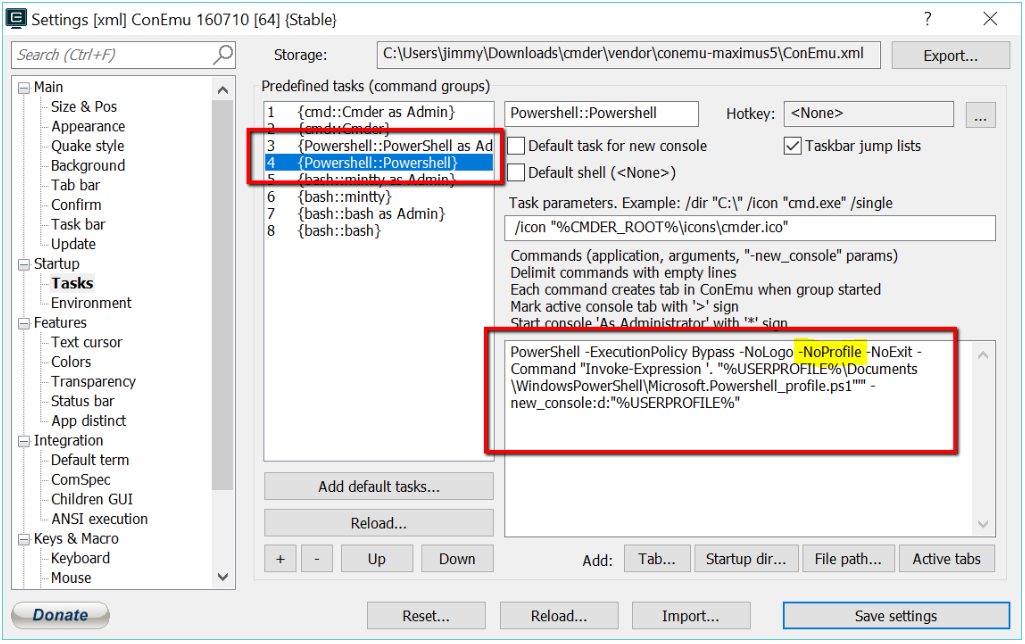 Settings [xml] ConEmu 160710 [64] {Stable}
?
Search (Ctrl+F)
Storage:
C:\Users\jimmy\Downloads\cmder\vendor\conemu-maximus5\ConEmu.xml
Export...
Main
Size & Pos
Appearance
Quake style
Background
Tab bar
Confirm
Task bar
Update
Startup
Tasks
Environment
Features
Text cursor
Colors
Transparency
Status bar
App distinct
Integration
Default term
ComSpec
Children GUI
ANSI execution
Keys & Macro
Keyboard
Mouse
Predefined tasks (command groups)
1 {cmd::Cmder as Admin}
2 {cmd::Cmder}
3 {Powershell::PowerShell as Ad
4 {Powershell::Powershell}
5 {bash::mintty as Admin}
6 {bash::mintty}
7 {bash::bash as Admin}
8 {bash::bash}
Add default tasks...
Reload...
+ - Up Down
Powershell::Powershell
Hotkey: <None> ...
Default task for new console
Taskbar jump lists
Default shell (<None>)
Task parameters. Example: /dir "C:\" /icon "cmd.exe" /single
/icon "%CMDER_ROOT%\icons\cmder.ico"
Commands (application, arguments, "-new_console" params)
Delimit commands with empty lines
Each command creates tab in ConEmu when group started
Mark active console tab with '>' sign
Start console 'As Administrator' with '*' sign
PowerShell -ExecutionPolicy Bypass -NoLogo -NoProfile -NoExit -
Command "Invoke-Expression '. "%USERPROFILE%\Documents
\WindowsPowerShell\Microsoft.Powershell_profile.ps1"'" -
new_console:d:"%USERPROFILE%"
Add: Tab... Startup dir... File path... Active tabs
Donate
Reset...
Reload...
Import...
Save settings